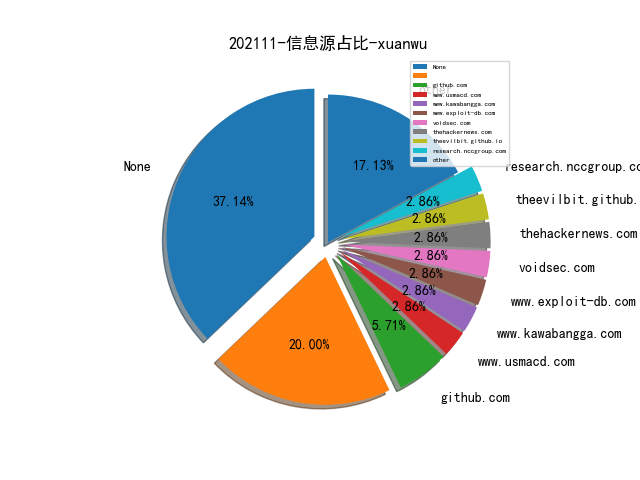 202111-信息源占比-xuanwu
None
github.com
www.usmacd.com
www.kawabangga.com
www.exploit-db.com
voidsec.com
thehackernews.com
theevilbit.github.io
research.nccgroup.com
other
None
37.14%
20.00%
5.71%
2.86%
2.86%
2.86%
2.86%
2.86%
2.86%
2.86%
17.13%
research.nccgroup.co
theevilbit.github.
thehackernews.com
voidsec.com
www.exploit-db.com
www.kawabangga.com
www.usmacd.com
github.com